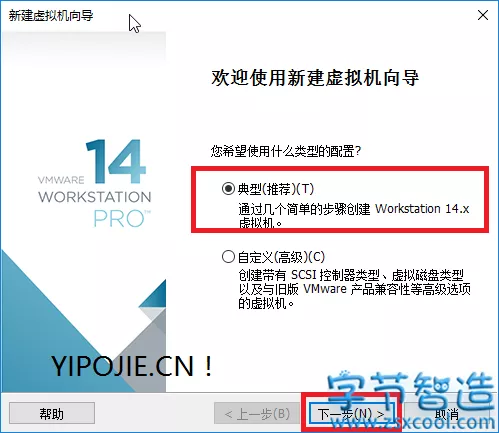 新建虚拟机向导
欢迎使用新建虚拟机向导
14
VMWARE
WORKSTATION
PRO™
您希望使用什么类型的配置?
典型(推荐)(T)
通过几个简单的步骤创建 Workstation 14.x
虚拟机。
自定义(高级)(C)
创建带有 SCSI 控制器类型、虚拟磁盘类型
以及与旧版 VMware 产品兼容性等高级选项
的虚拟机。
YIPOJIE.CN！
字节智造
www.zsxcool.com
帮助
< 上一步(B)
下一步(N) >
取消